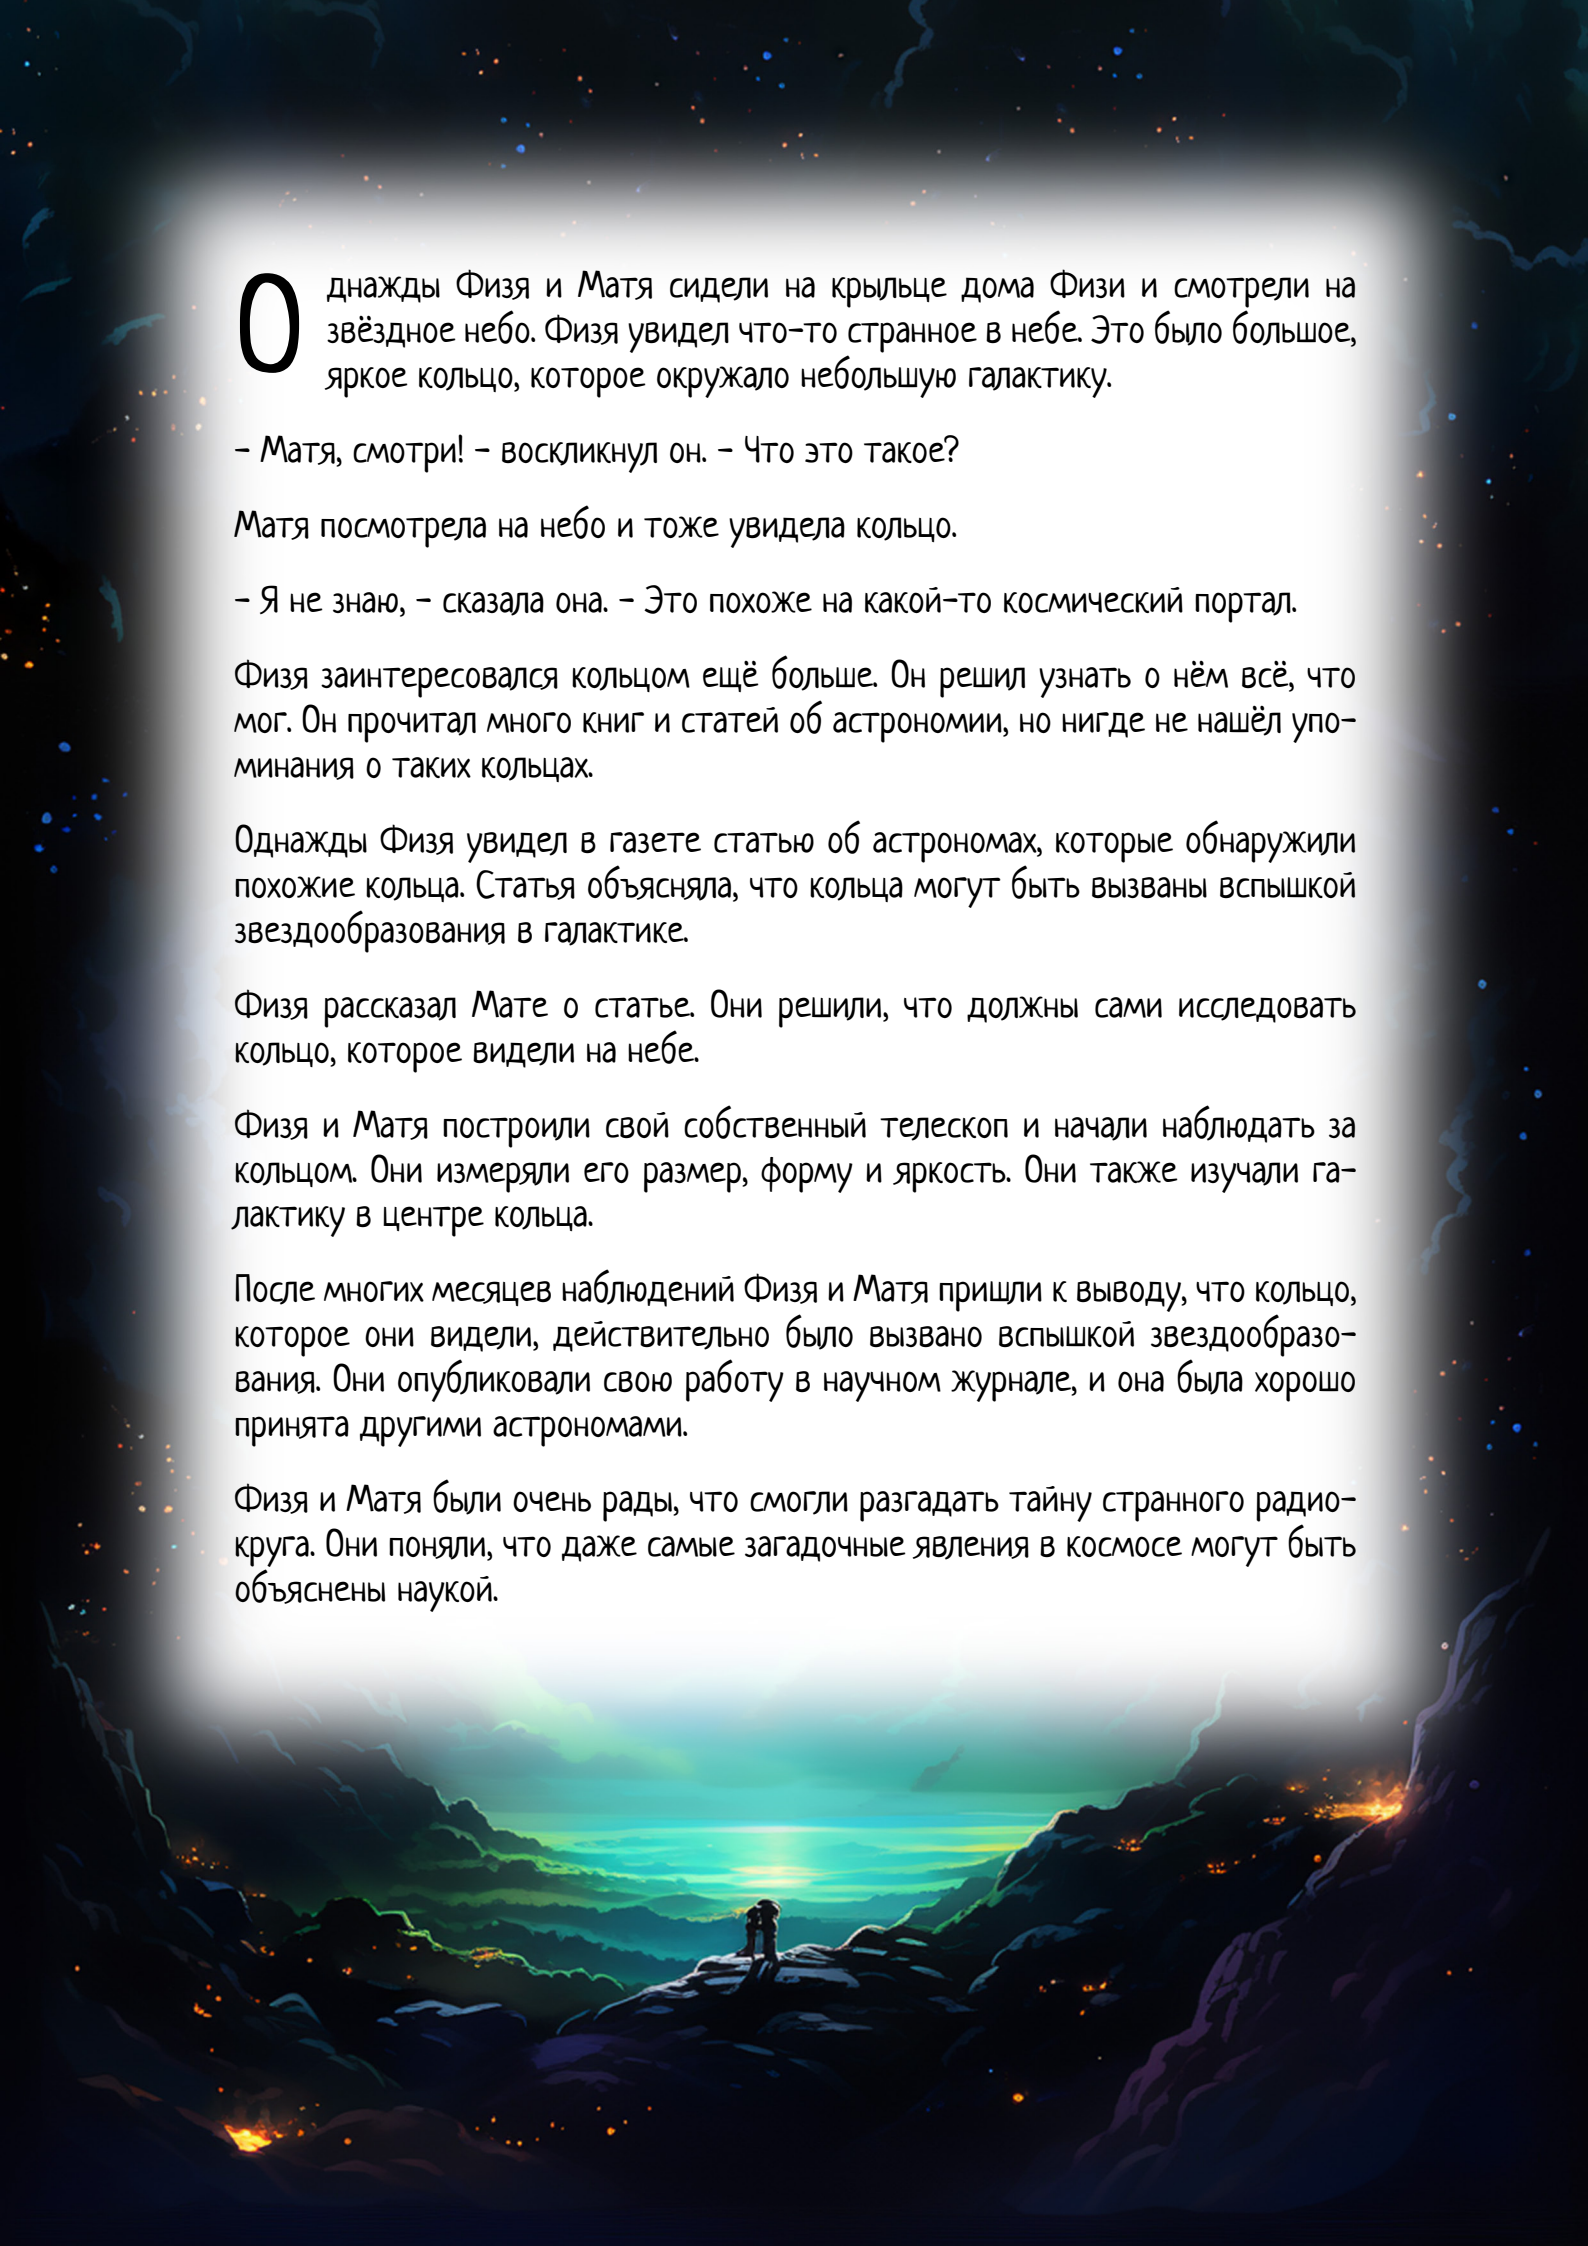 Однажды Физя и Матя сидели на крыльце дома Физи и смотрели на
звёздное небо. Физя увидел что-то странное в небе. Это было большое,
яркое кольцо, которое окружало небольшую галактику.
- Матя, смотри! - воскликнул он. - Что это такое?
Матя посмотрела на небо и тоже увидела кольцо.
- Я не знаю, - сказала она. - Это похоже на какой-то космический портал.
Физя заинтересовался кольцом ещё больше. Он решил узнать о нём всё, что
мог. Он прочитал много книг и статей об астрономии, но нигде не нашёл упо-
минания о таких кольцах.
Однажды Физя увидел в газете статью об астрономах, которые обнаружили
похожие кольца. Статья объясняла, что кольца могут быть вызваны вспышкой
звездообразования в галактике.
Физя рассказал Мате о статье. Они решили, что должны сами исследовать
кольцо, которое видели на небе.
Физя и Матя построили свой собственный телескоп и начали наблюдать за
кольцом. Они измеряли его размер, форму и яркость. Они также изучали га-
лактику в центре кольца.
После многих месяцев наблюдений Физя и Матя пришли к выводу, что кольцо,
которое они видели, действительно было вызвано вспышкой звездообразо-
вания. Они опубликовали свою работу в научном журнале, и она была хорошо
принята другими астрономами.
Физя и Матя были очень рады, что смогли разгадать тайну странного радио-
круга. Они поняли, что даже самые загадочные явления в космосе могут быть
объяснены наукой.